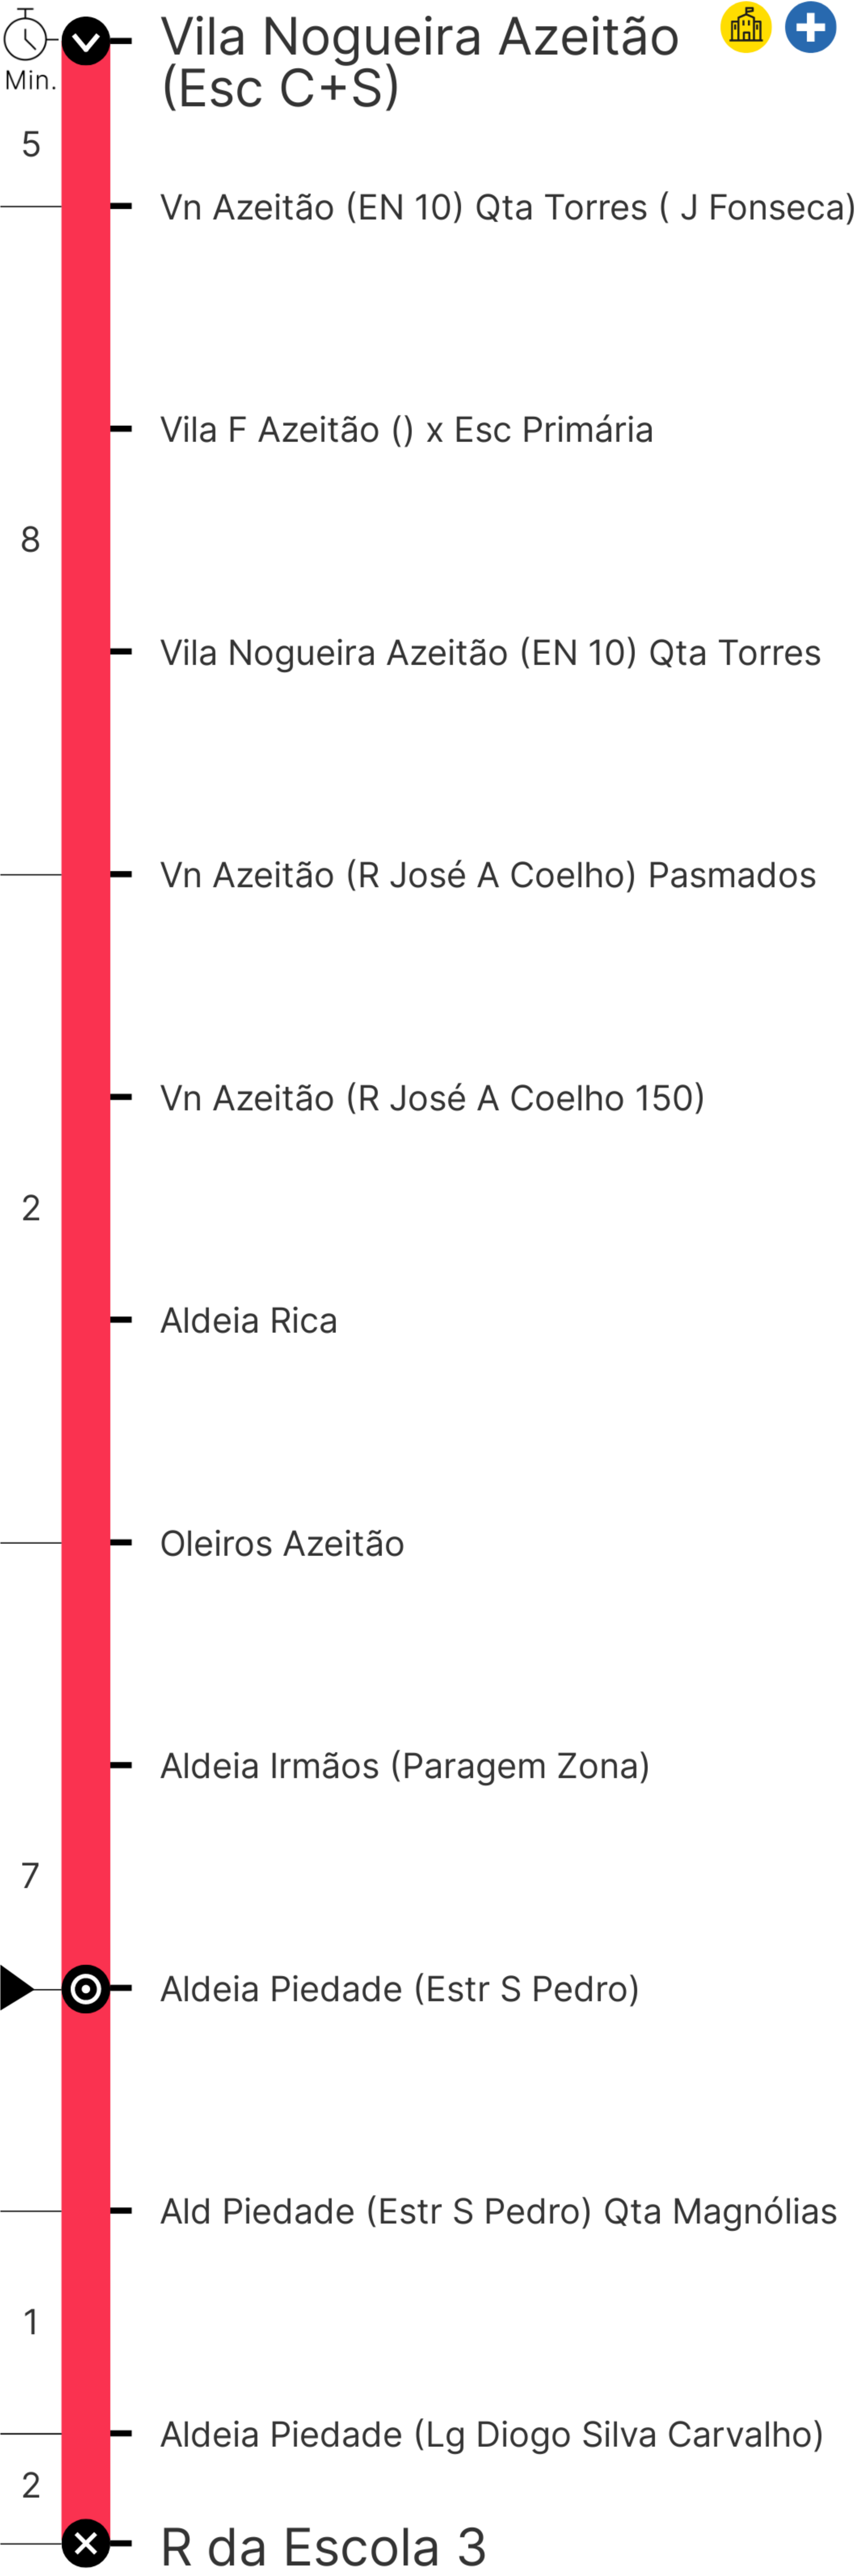 Vila Nogueira Azeitão
(Esc C+S)
Min.
5
Vn Azeitão (EN 10) Qta Torres ( J Fonseca)
Vila F Azeitão () x Esc Primária
8
Vila Nogueira Azeitão (EN 10) Qta Torres
Vn Azeitão (R José A Coelho) Pasmados
Vn Azeitão (R José A Coelho 150)
2
Aldeia Rica
Oleiros Azeitão
Aldeia Irmãos (Paragem Zona)
7
Aldeia Piedade (Estr S Pedro)
Ald Piedade (Estr S Pedro) Qta Magnólias
1
Aldeia Piedade (Lg Diogo Silva Carvalho)
2
R da Escola 3